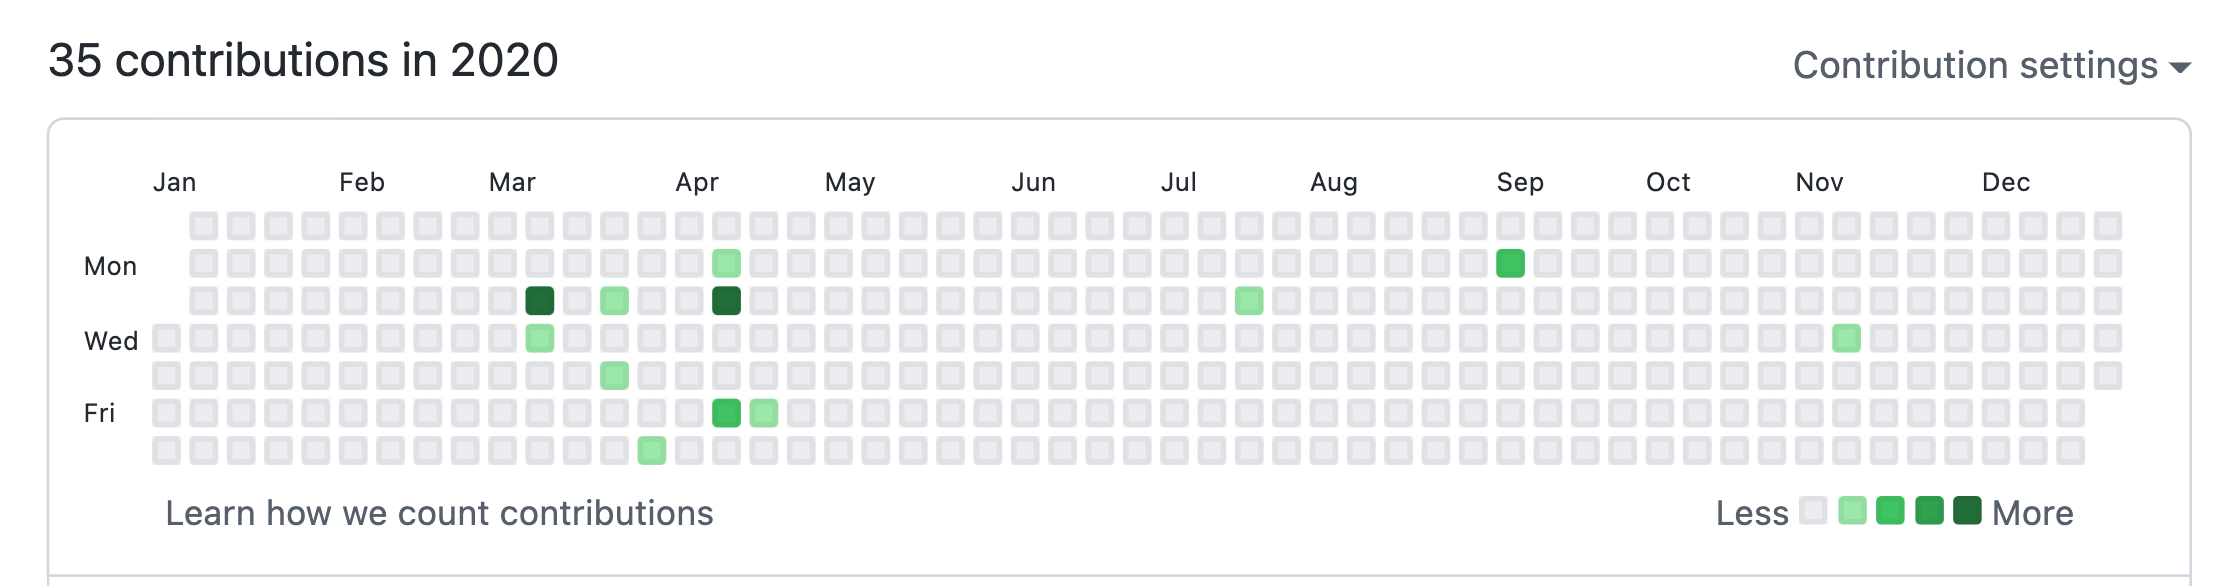 35 contributions in 2020
Contribution settings
Jan Feb Mar Apr May Jun Jul Aug Sep Oct Nov Dec
Mon
Wed
Fri
Learn how we count contributions
Less More